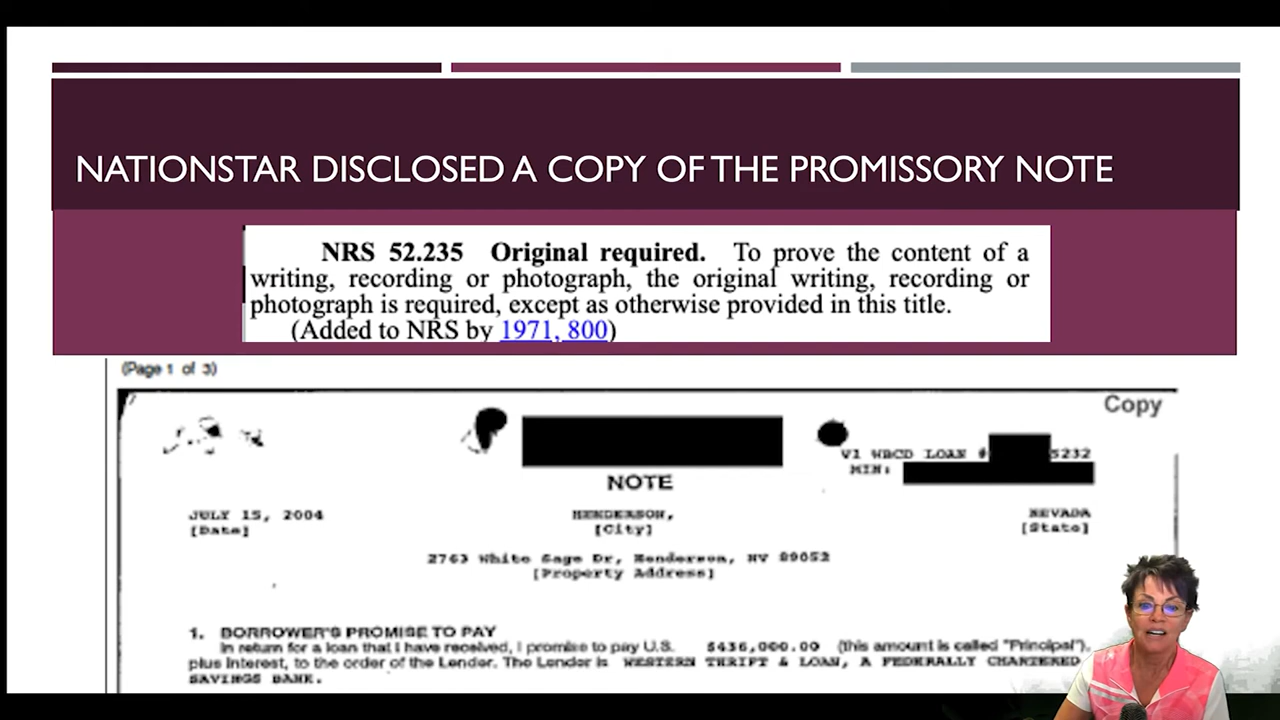 NATIONSTAR DISCLOSED A COPY OF THE PROMISSORY NOTE
NRS 52.235 Original required. To prove the content of a
writing, recording or photograph, the original writing, recording or
photograph is required, except as otherwise provided in this title.
(Added to NRS by 1971, 800)
(Page 1 of 3)
Copy
V1 WBCD LOAN # 5232
MIN:
NOTE
JULY 15, 2004 HENDERSON, NEVADA
[Date] [City] [State]
2763 White Sage Dr, Henderson, NV 89052
[Property Address]
1. BORROWER'S PROMISE TO PAY
In return for a loan that I have received, I promise to pay U.S. $436,000.00 (this amount is called "Principal"),
plus interest, to the order of the Lender. The Lender is WESTERN THRIFT & LOAN, A FEDERALLY CHARTERED
SAVINGS BANK.